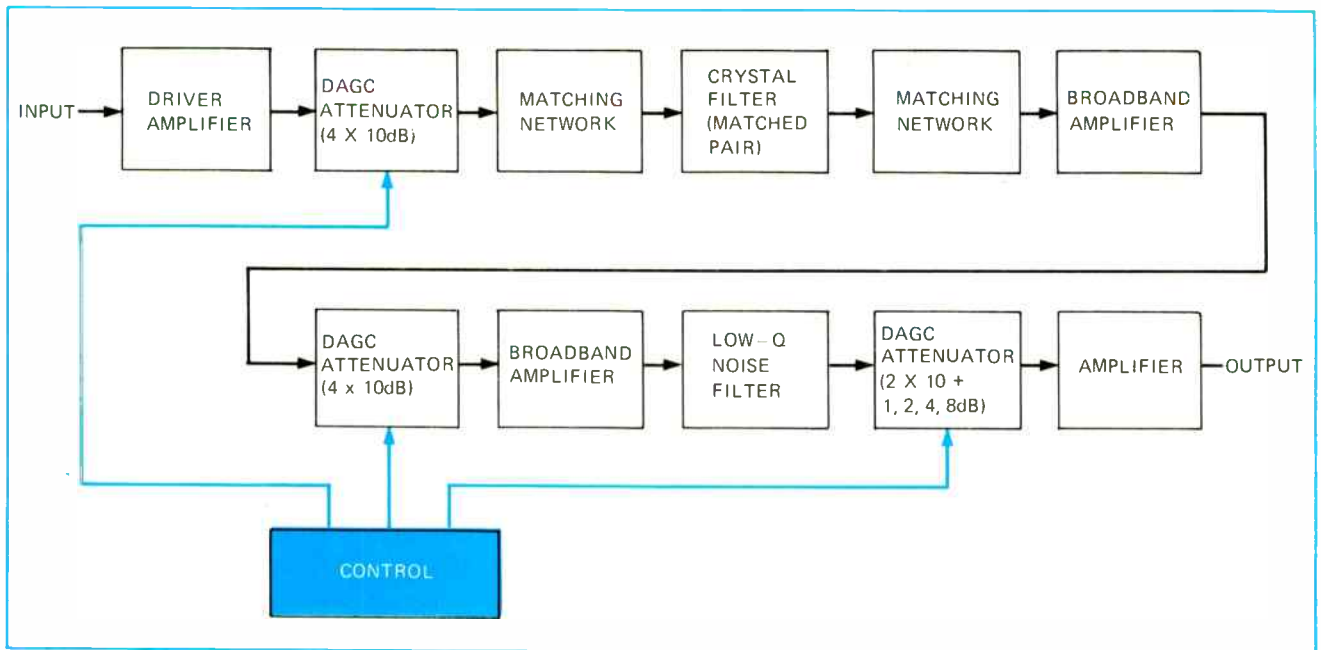 INPUT
DRIVER
AMPLIFIER
DAGC
ATTENUATOR
(4 X 10dB)
MATCHING
NETWORK
CRYSTAL
FILTER
(MATCHED
PAIR)
MATCHING
NETWORK
BROADBAND
AMPLIFIER
DAGC
ATTENUATOR
(4 x 10dB)
BROADBAND
AMPLIFIER
LOW-Q
NOISE
FILTER
DAGC
ATTENUATOR
(2 X 10 +
1, 2, 4, 8dB)
AMPLIFIER
OUTPUT
CONTROL